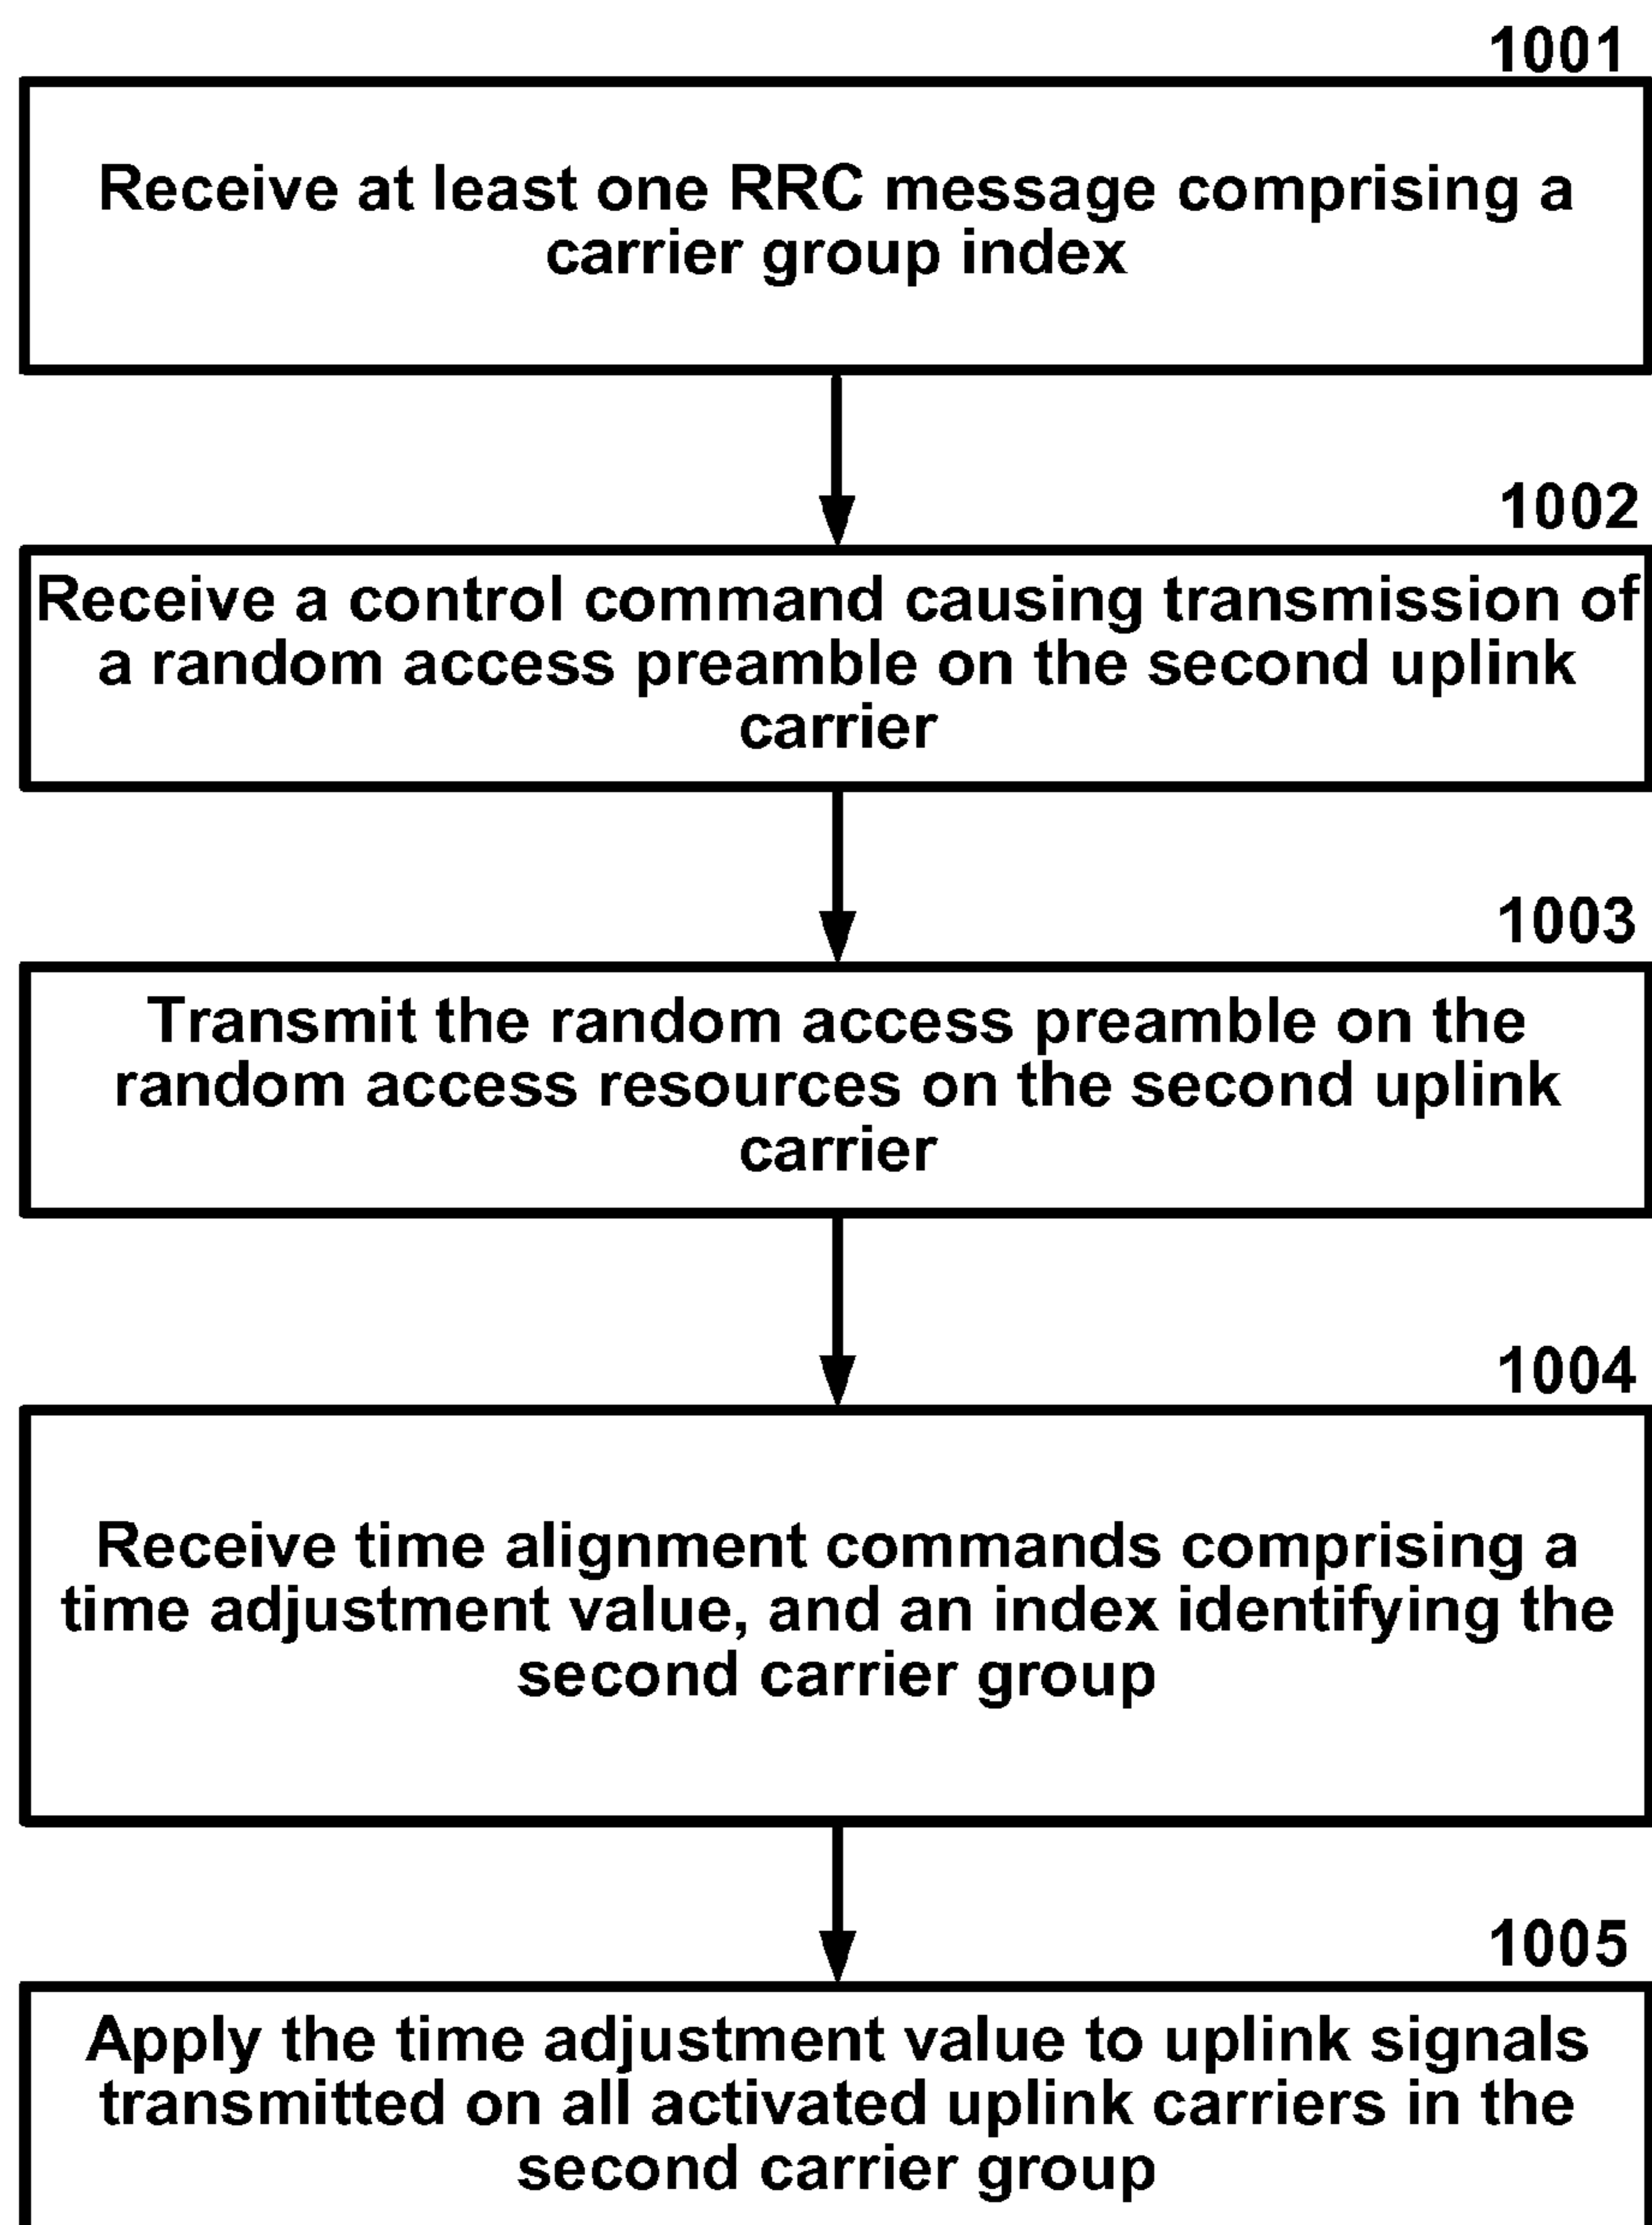 1001
Receive at least one RRC message comprising a
carrier group index
1002
Receive a control command causing transmission of
a random access preamble on the second uplink
carrier
1003
Transmit the random access preamble on the
random access resources on the second uplink
carrier
1004
Receive time alignment commands comprising a
time adjustment value, and an index identifying the
second carrier group
1005
Apply the time adjustment value to uplink signals
transmitted on all activated uplink carriers in the
second carrier group